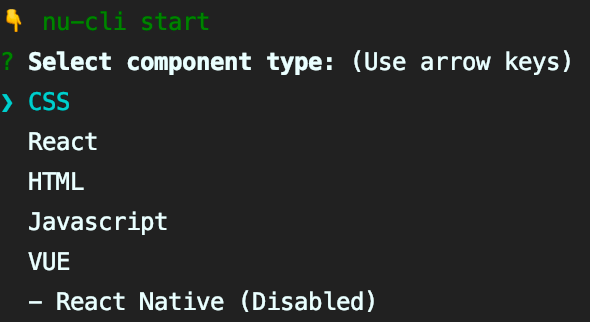 👇 nu-cli start
? Select component type: (Use arrow keys)
❯ CSS
React
HTML
Javascript
VUE
- React Native (Disabled)